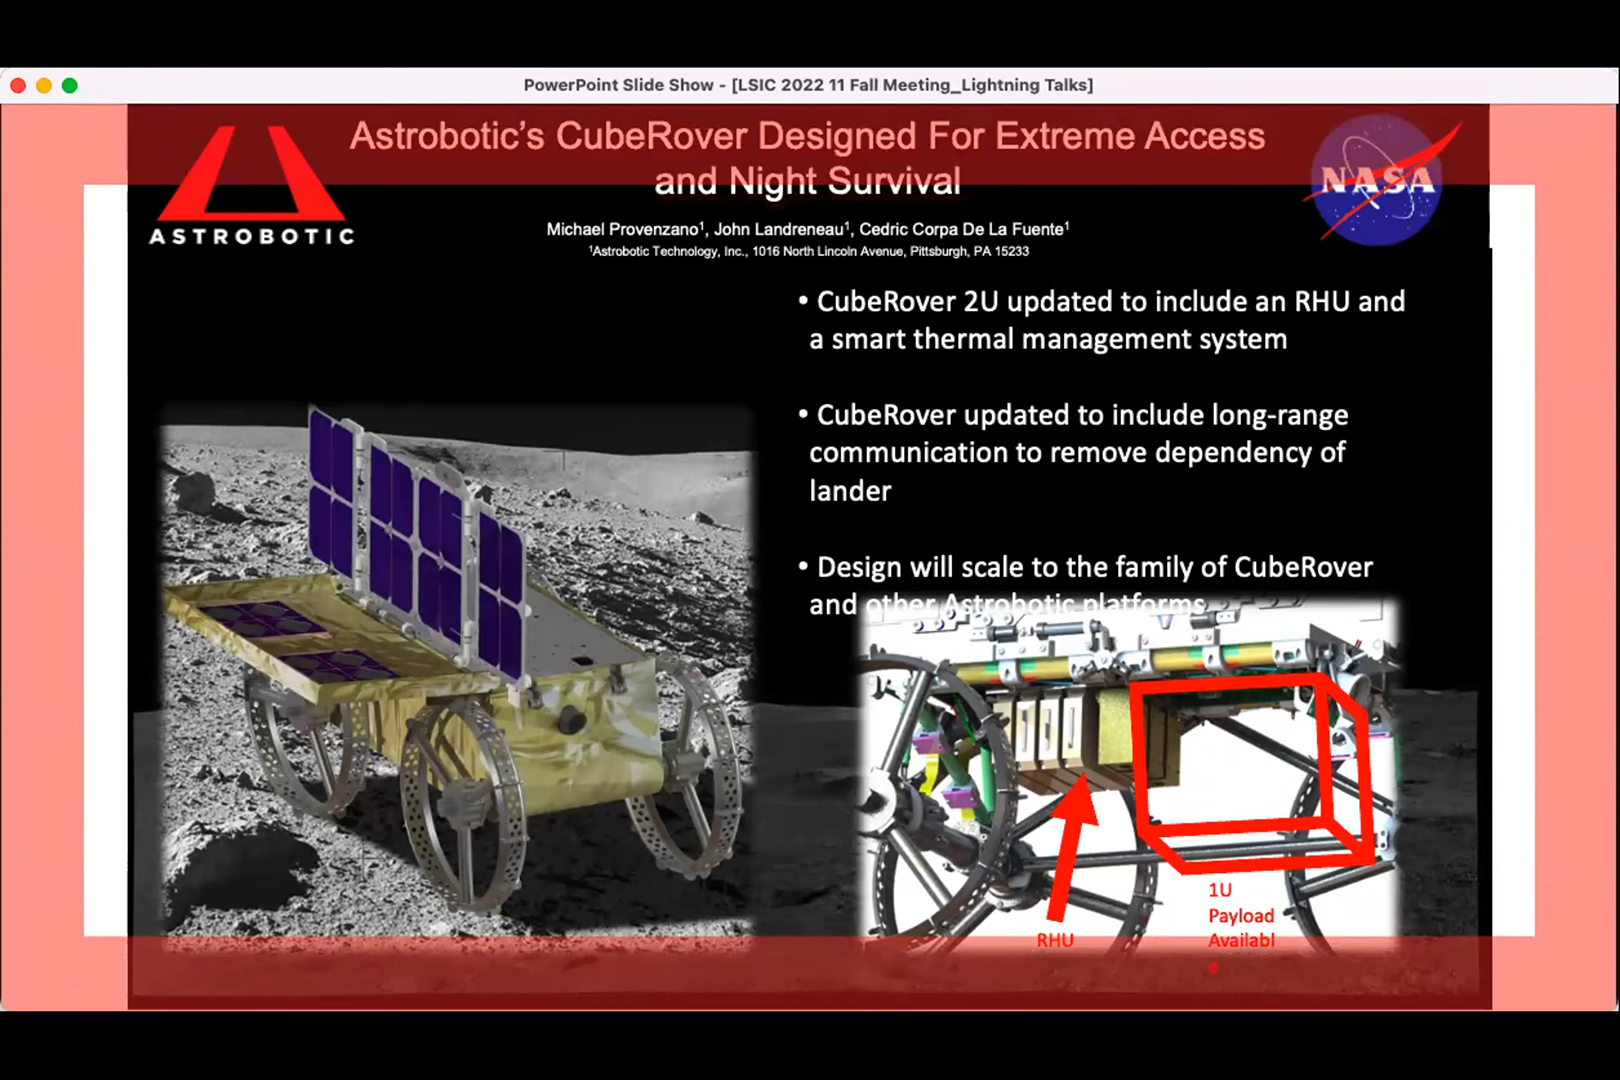 PowerPoint Slide Show - [LSIC 2022 11 Fall Meeting_Lightning Talks]
Astrobotic's CubeRover Designed For Extreme Access
and Night Survival
ASTROBOTIC
NASA
Michael Provenzano¹, John Landreneau¹, Cedric Corpa De La Fuente¹
¹Astrobotic Technology, Inc., 1016 North Lincoln Avenue, Pittsburgh, PA 15233
• CubeRover 2U updated to include an RHU and
a smart thermal management system
• CubeRover updated to include long-range
communication to remove dependency of
lander
• Design will scale to the family of CubeRover
and other Astrobotic platforms
RHU
1U
Payload
Availabl
e